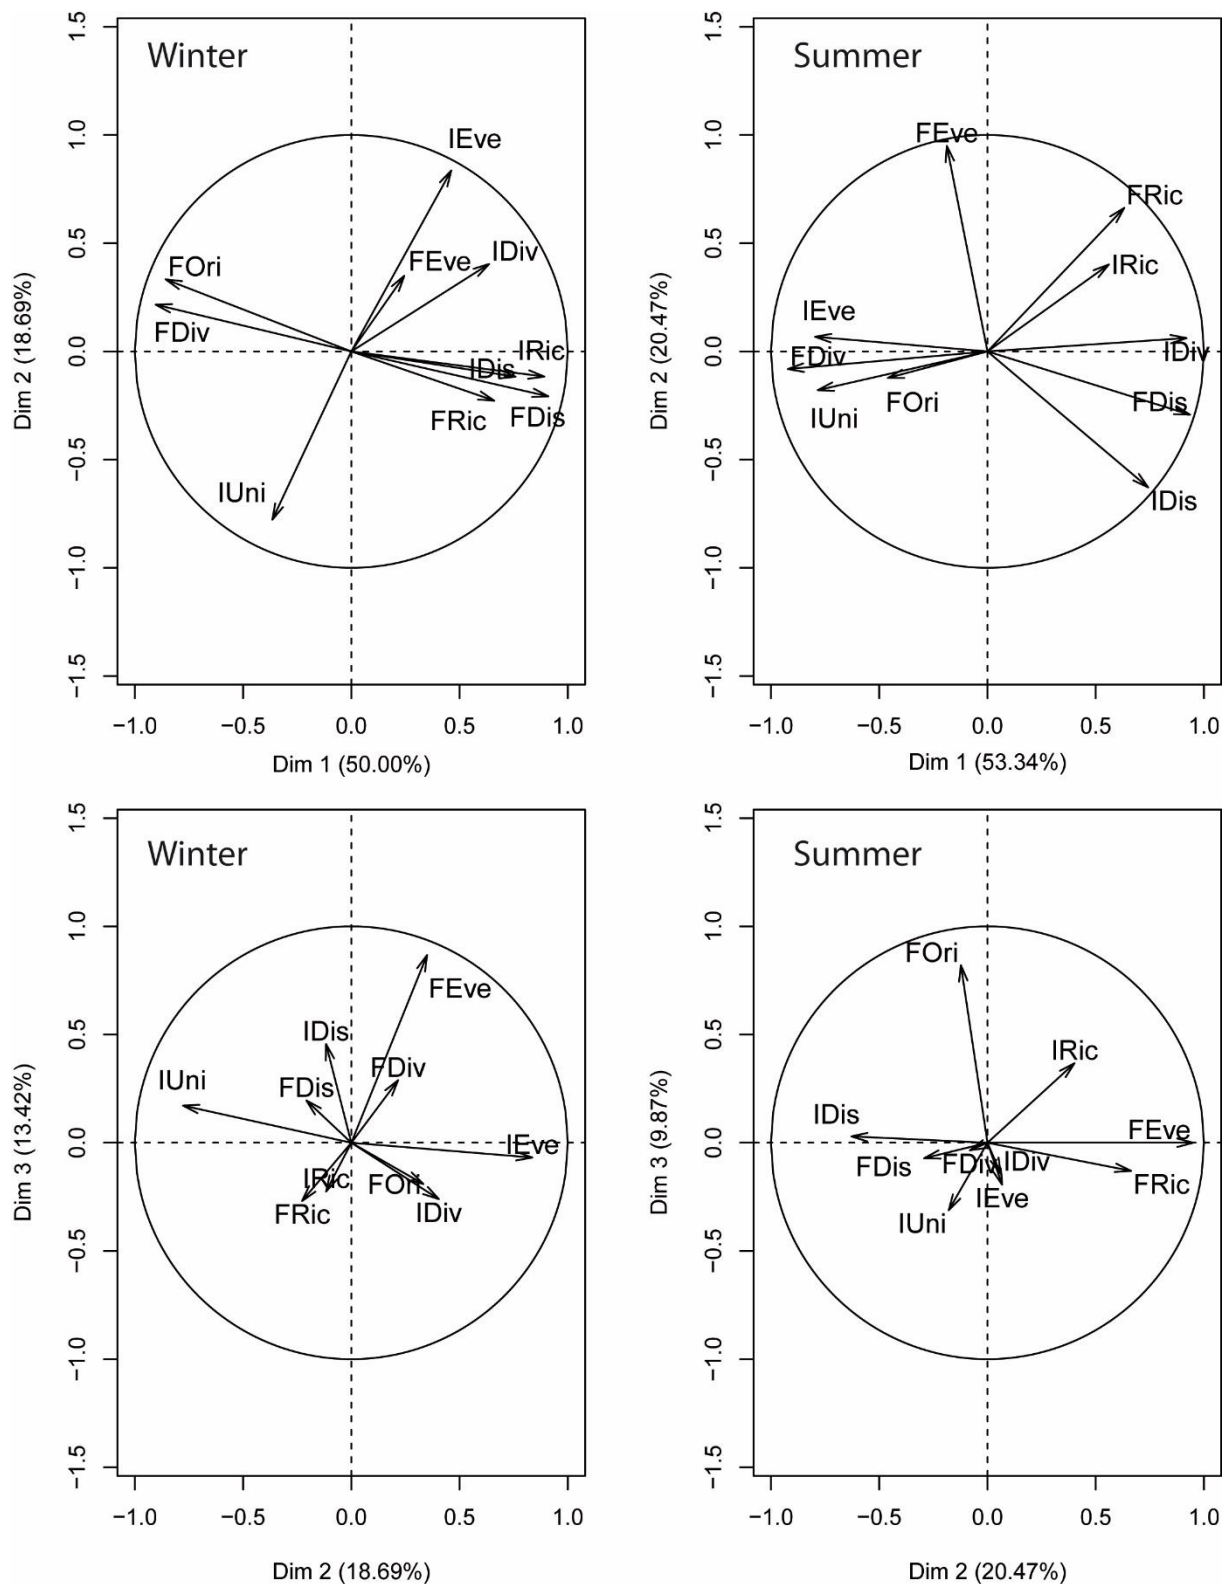 Winter
IEve
FOri
FEve
IDiv
FDiv
IRic
IDis
FRic
FDis
IUni
1.5
1.0
0.5
0.0
−0.5
−1.0
−1.5
Dim 2 (18.69%)
−1.0
−0.5
0.0
0.5
1.0
Dim 1 (50.00%)
Summer
FEve
FRic
IRic
IEve
IDiv
FDiv
FOri
FDis
IUni
IDis
1.5
1.0
0.5
0.0
−0.5
−1.0
−1.5
Dim 2 (20.47%)
−1.0
−0.5
0.0
0.5
1.0
Dim 1 (53.34%)
Winter
FEve
IDis
FDiv
IUni
FDis
IEve
IRic
FOri
FRic
IDiv
1.5
1.0
0.5
0.0
−0.5
−1.0
−1.5
Dim 3 (13.42%)
−1.0
−0.5
0.0
0.5
1.0
Dim 2 (18.69%)
Summer
FOri
IRic
IDis
FEve
FDis
FDiv
IDiv
FRic
IEve
IUni
1.5
1.0
0.5
0.0
−0.5
−1.0
−1.5
Dim 3 (9.87%)
−1.0
−0.5
0.0
0.5
1.0
Dim 2 (20.47%)